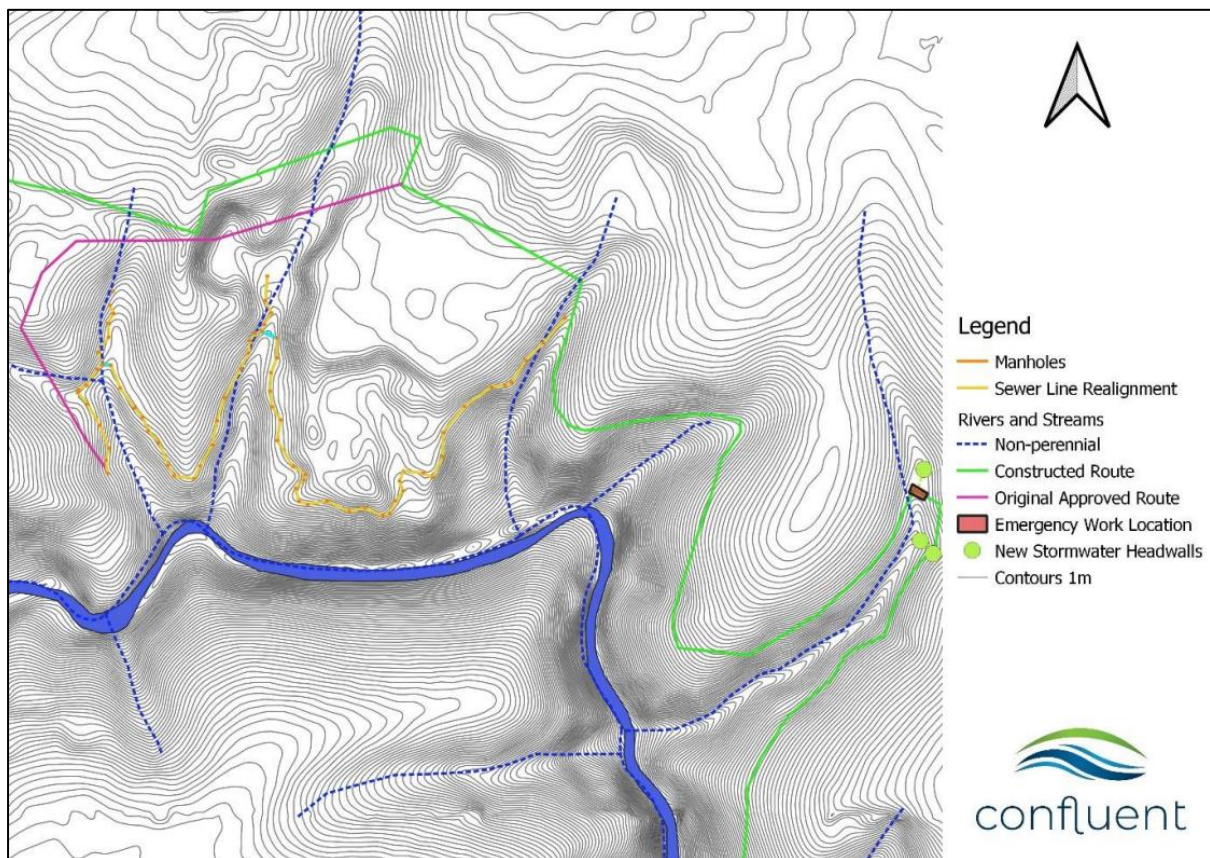 Legend
Manholes
Sewer Line Realignment
Rivers and Streams
Non-perennial
Constructed Route
Original Approved Route
Emergency Work Location
New Stormwater Headwalls
Contours 1m
confluent